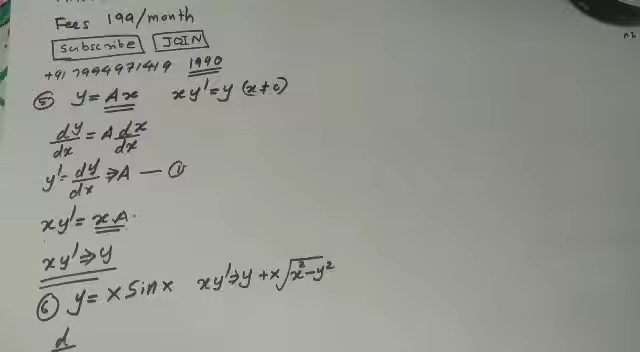 Fees 199/month
Subscribe JOIN
+91 7994971419 1990
⑤ y = Ax xy' = y (x≠0)
dy/dx = A dx/dx
y' = dy/dx ⇒ A — ①
xy' = xA.
xy' ⇒ y
⑥ y = x Sin x xy' ⇒ y + x√x²-y²
d